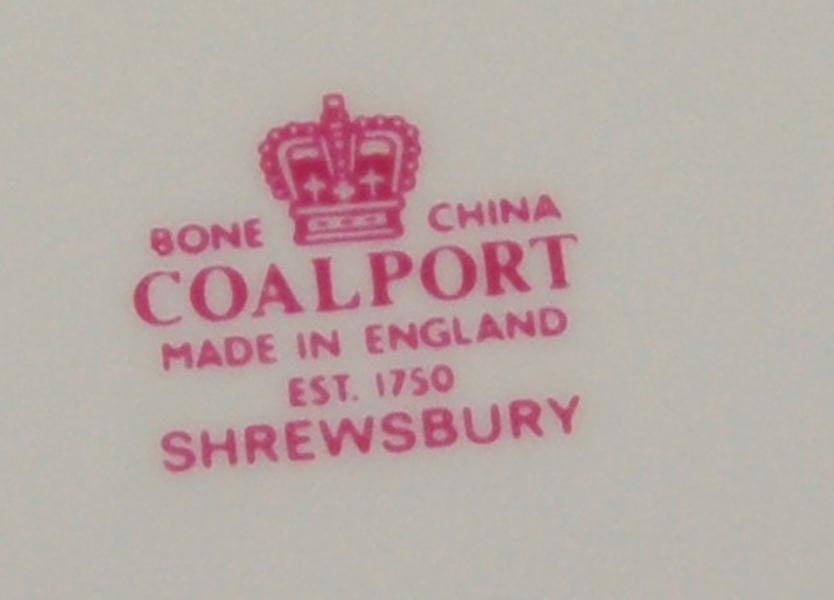 BONE CHINA
COALPORT
MADE IN ENGLAND
EST. 1750
SHREWSBURY